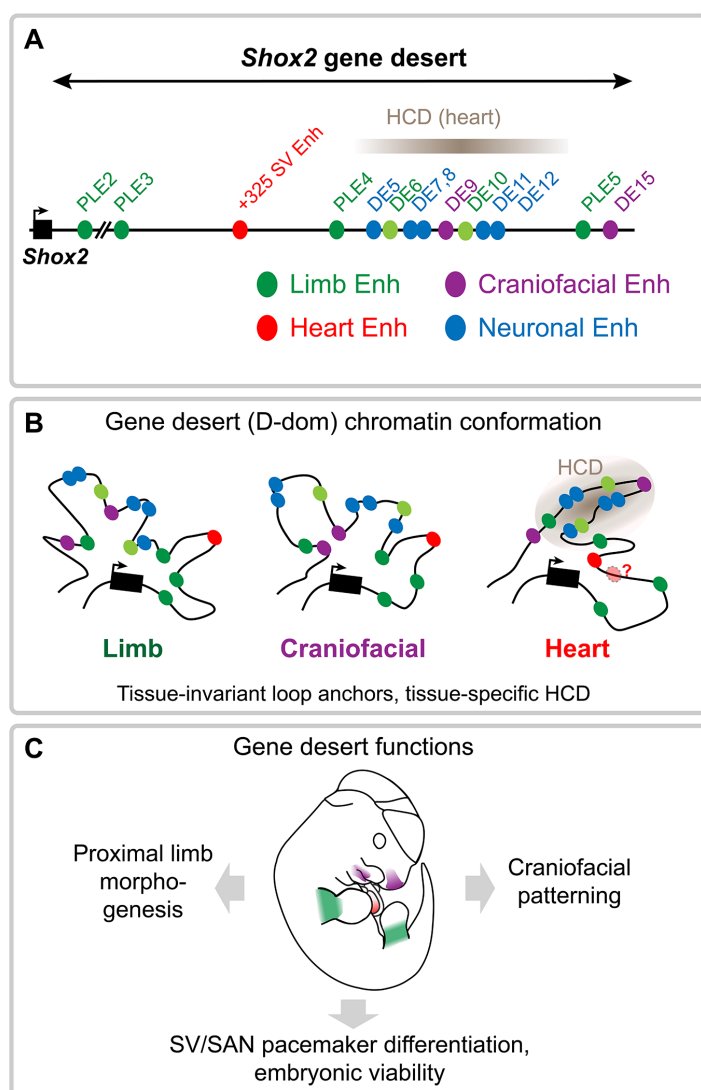 A
Shox2 gene desert
HCD (heart)
PLE2
PLE3
+325 SV Enh
PLE4
DE5
DE6
DE7,8
DE9
DE10
DE11
DE12
PLE5
DE15
Shox2
Limb Enh
Craniofacial Enh
Heart Enh
Neuronal Enh
B
Gene desert (D-dom) chromatin conformation
HCD
?
Limb
Craniofacial
Heart
Tissue-invariant loop anchors, tissue-specific HCD
C
Gene desert functions
Proximal limb
morpho-
genesis
Craniofacial
patterning
SV/SAN pacemaker differentiation,
embryonic viability